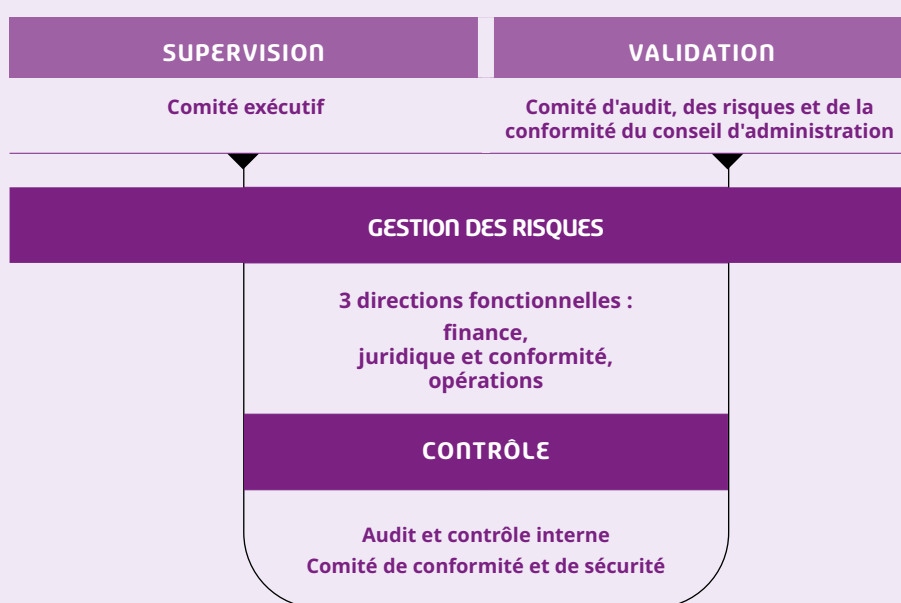 SUPERVISION
Comité exécutif
VALIDATION
Comité d'audit, des risques et de la
conformité du conseil d'administration
GESTION DES RISQUES
3 directions fonctionnelles :
finance,
juridique et conformité,
opérations
CONTRÔLE
Audit et contrôle interne
Comité de conformité et de sécurité